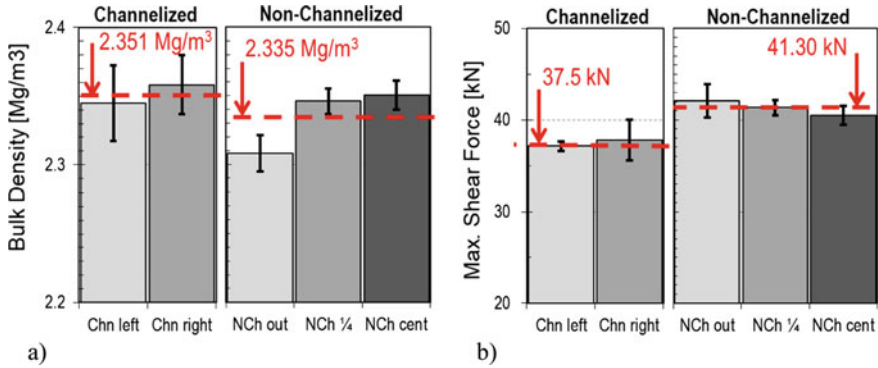 Channelized Non-Channelized
2.4
2.351 Mg/m³
2.335 Mg/m³
Bulk Density [Mg/m3]
2.3
2.2
Chn left Chn right NCh out NCh ¼ NCh cent
a)
Channelized Non-Channelized
50
37.5 kN
41.30 kN
Max. Shear Force [kN]
40
30
20
Chn left Chn right NCh out NCh ¼ NCh cent
b)